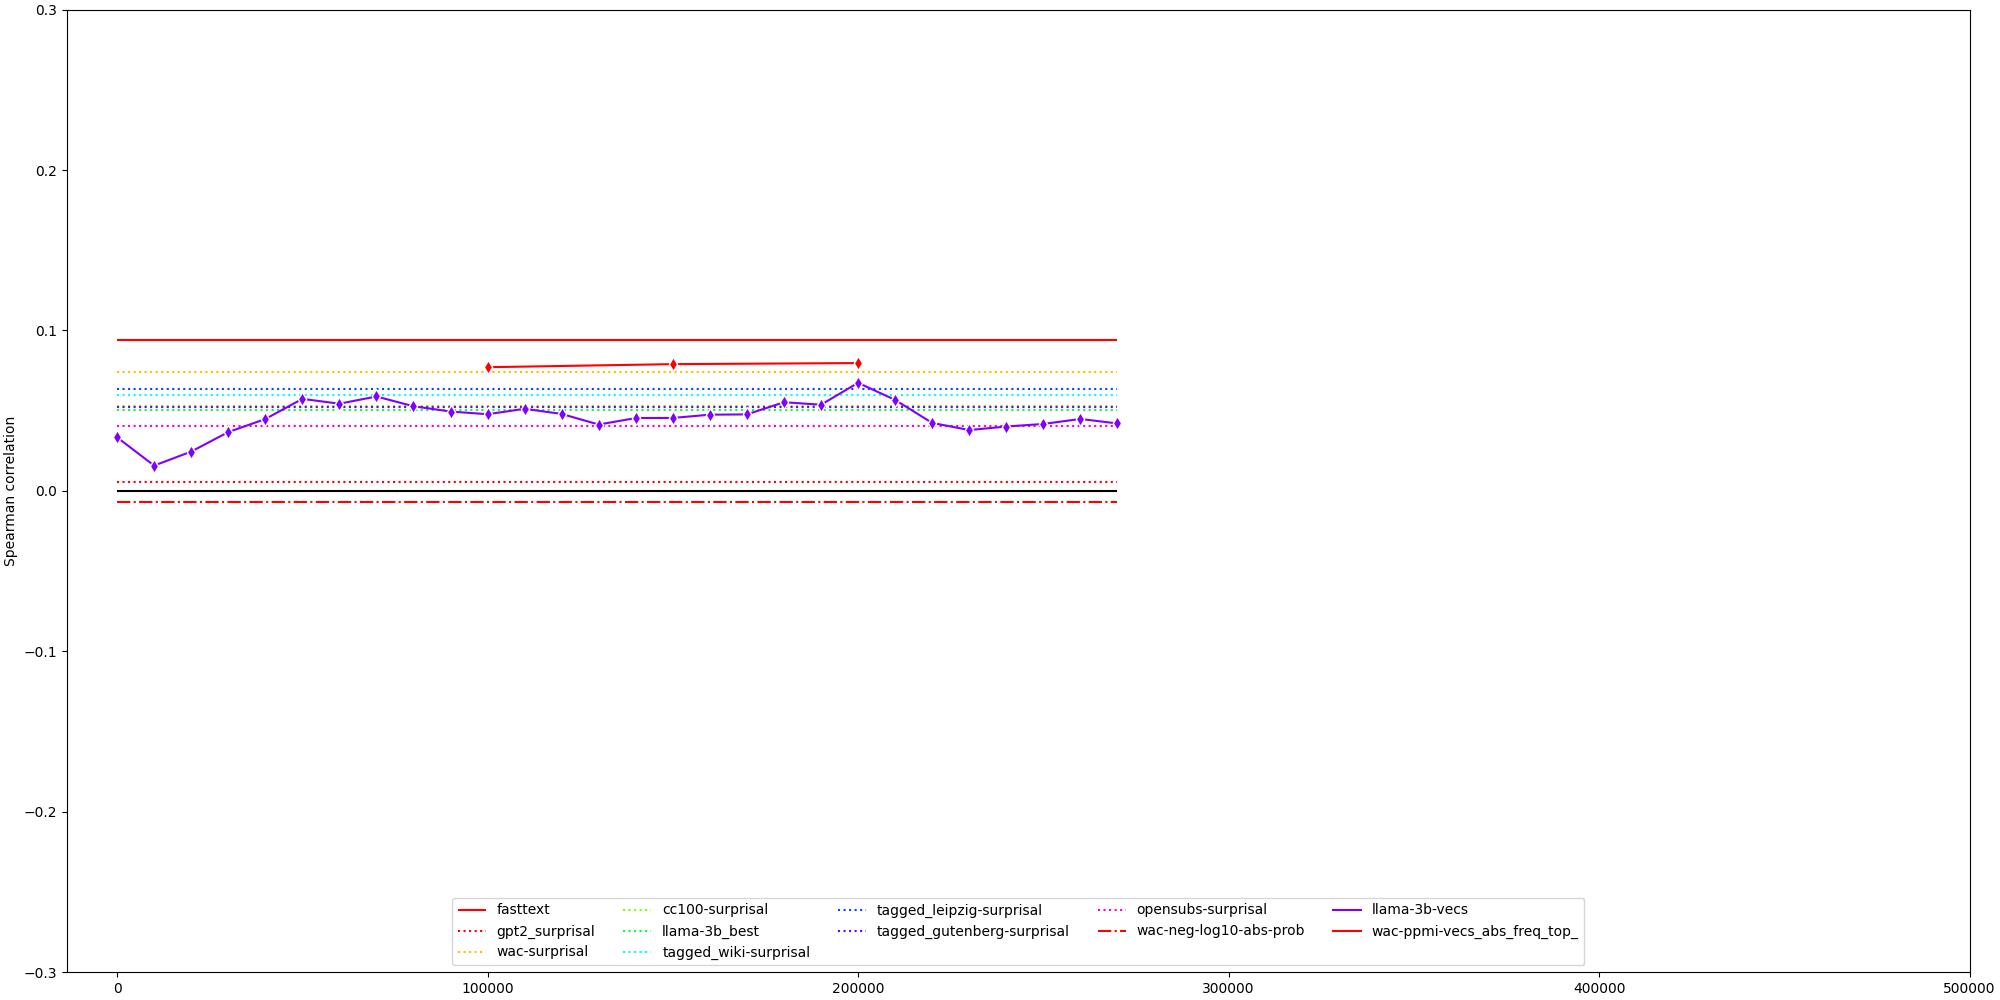 0.3
0.2
0.1
0.0
−0.1
−0.2
−0.3
Spearman correlation
fasttext
gpt2_surprisal
wac-surprisal
cc100-surprisal
llama-3b_best
tagged_wiki-surprisal
tagged_leipzig-surprisal
tagged_gutenberg-surprisal
opensubs-surprisal
wac-neg-log10-abs-prob
llama-3b-vecs
wac-ppmi-vecs_abs_freq_top_
0 100000 200000 300000 400000 500000